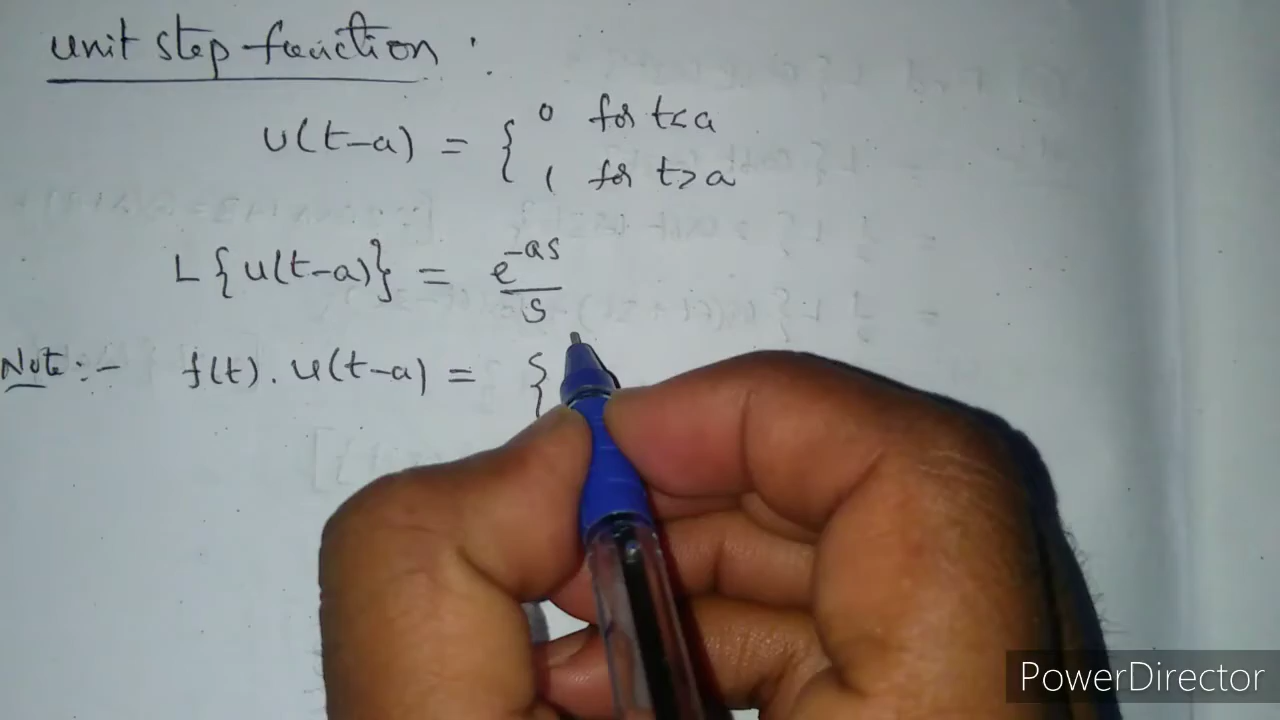 unit step function :
u(t-a) = { 0 for t<a
1 for t>a
L{u(t-a)} = e^-as / s
Note :- f(t). u(t-a) = {
PowerDirector